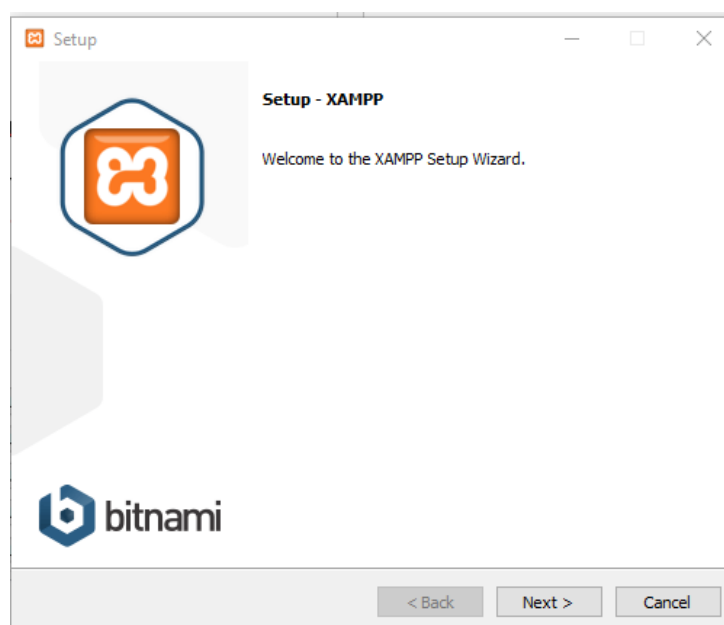 Setup
Setup - XAMPP
Welcome to the XAMPP Setup Wizard.
bitnami
< Back
Next >
Cancel